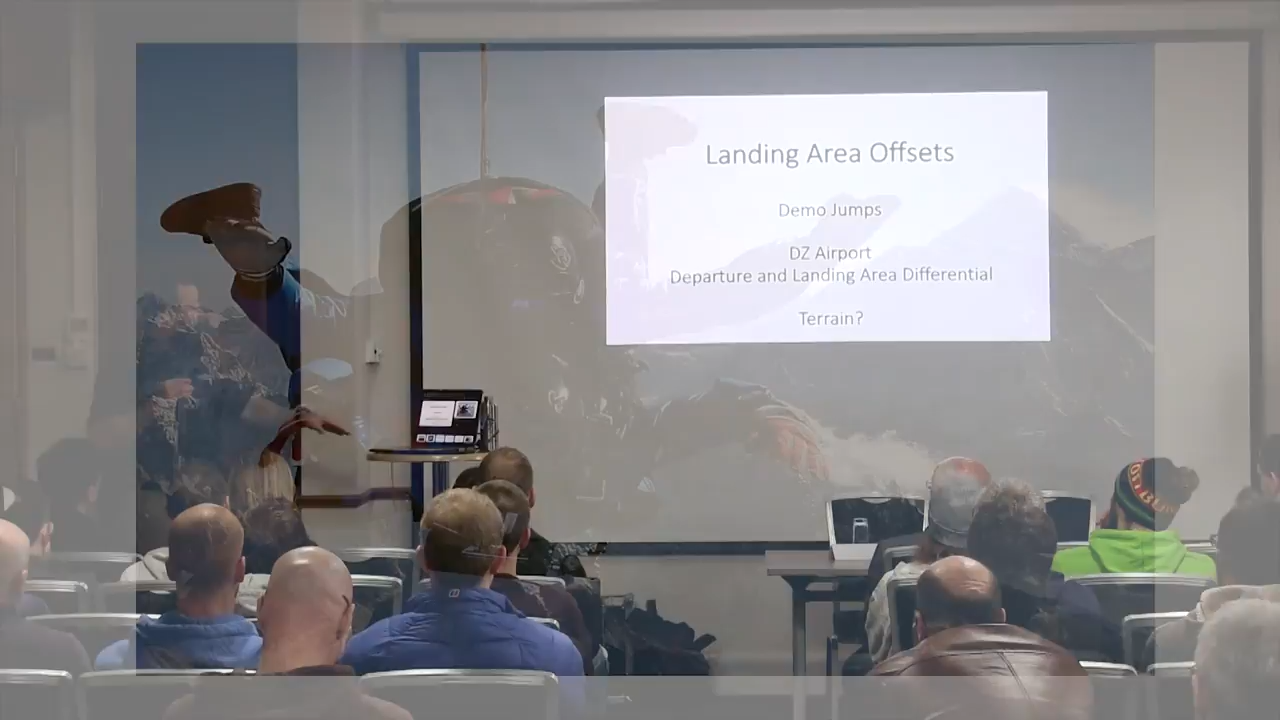 Landing Area Offsets
Demo Jumps
DZ Airport
Departure and Landing Area Differential
Terrain?